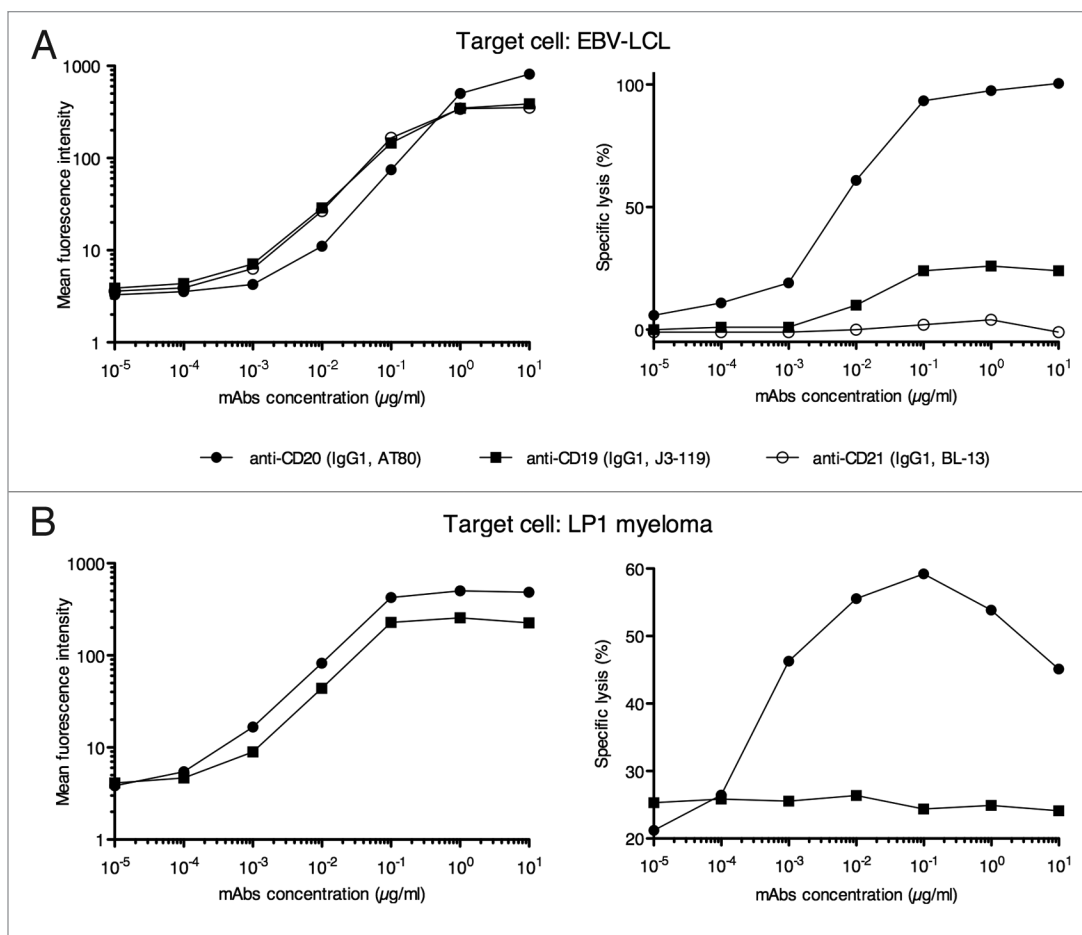 A
Target cell: EBV-LCL
Mean fuorescence intensity
1000
100
10
1
10⁻⁵ 10⁻⁴ 10⁻³ 10⁻² 10⁻¹ 10⁰ 10¹
mAbs concentration (µg/ml)
Specific lysis (%)
100
50
0
10⁻⁵ 10⁻⁴ 10⁻³ 10⁻² 10⁻¹ 10⁰ 10¹
mAbs concentration (µg/ml)
anti-CD20 (IgG1, AT80) anti-CD19 (IgG1, J3-119) anti-CD21 (IgG1, BL-13)
B
Target cell: LP1 myeloma
Mean fluorescence intensity
1000
100
10
1
10⁻⁵ 10⁻⁴ 10⁻³ 10⁻² 10⁻¹ 10⁰ 10¹
mAbs concentration (µg/ml)
Specific lysis (%)
60
50
40
30
20
10⁻⁵ 10⁻⁴ 10⁻³ 10⁻² 10⁻¹ 10⁰ 10¹
mAbs concentration (µg/ml)